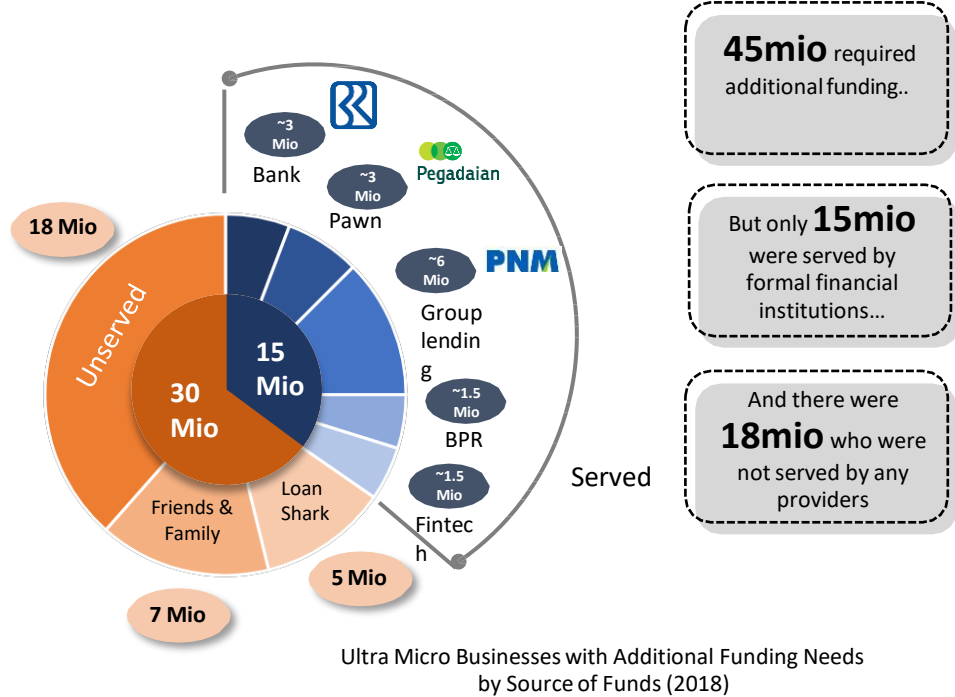 ~3
Mio
Bank
~3
Mio
Pawn
Pegadaian
~6
Mio
PNM
Group
lendin
g
~1.5
Mio
BPR
~1.5
Mio
Fintec
h
Served
18 Mio
Unserved
15
Mio
30
Mio
Friends &
Family
Loan
Shark
5 Mio
7 Mio
45mio required
additional funding..
But only 15mio
were served by
formal financial
institutions...
And there were
18mio who were
not served by any
providers
Ultra Micro Businesses with Additional Funding Needs
by Source of Funds (2018)